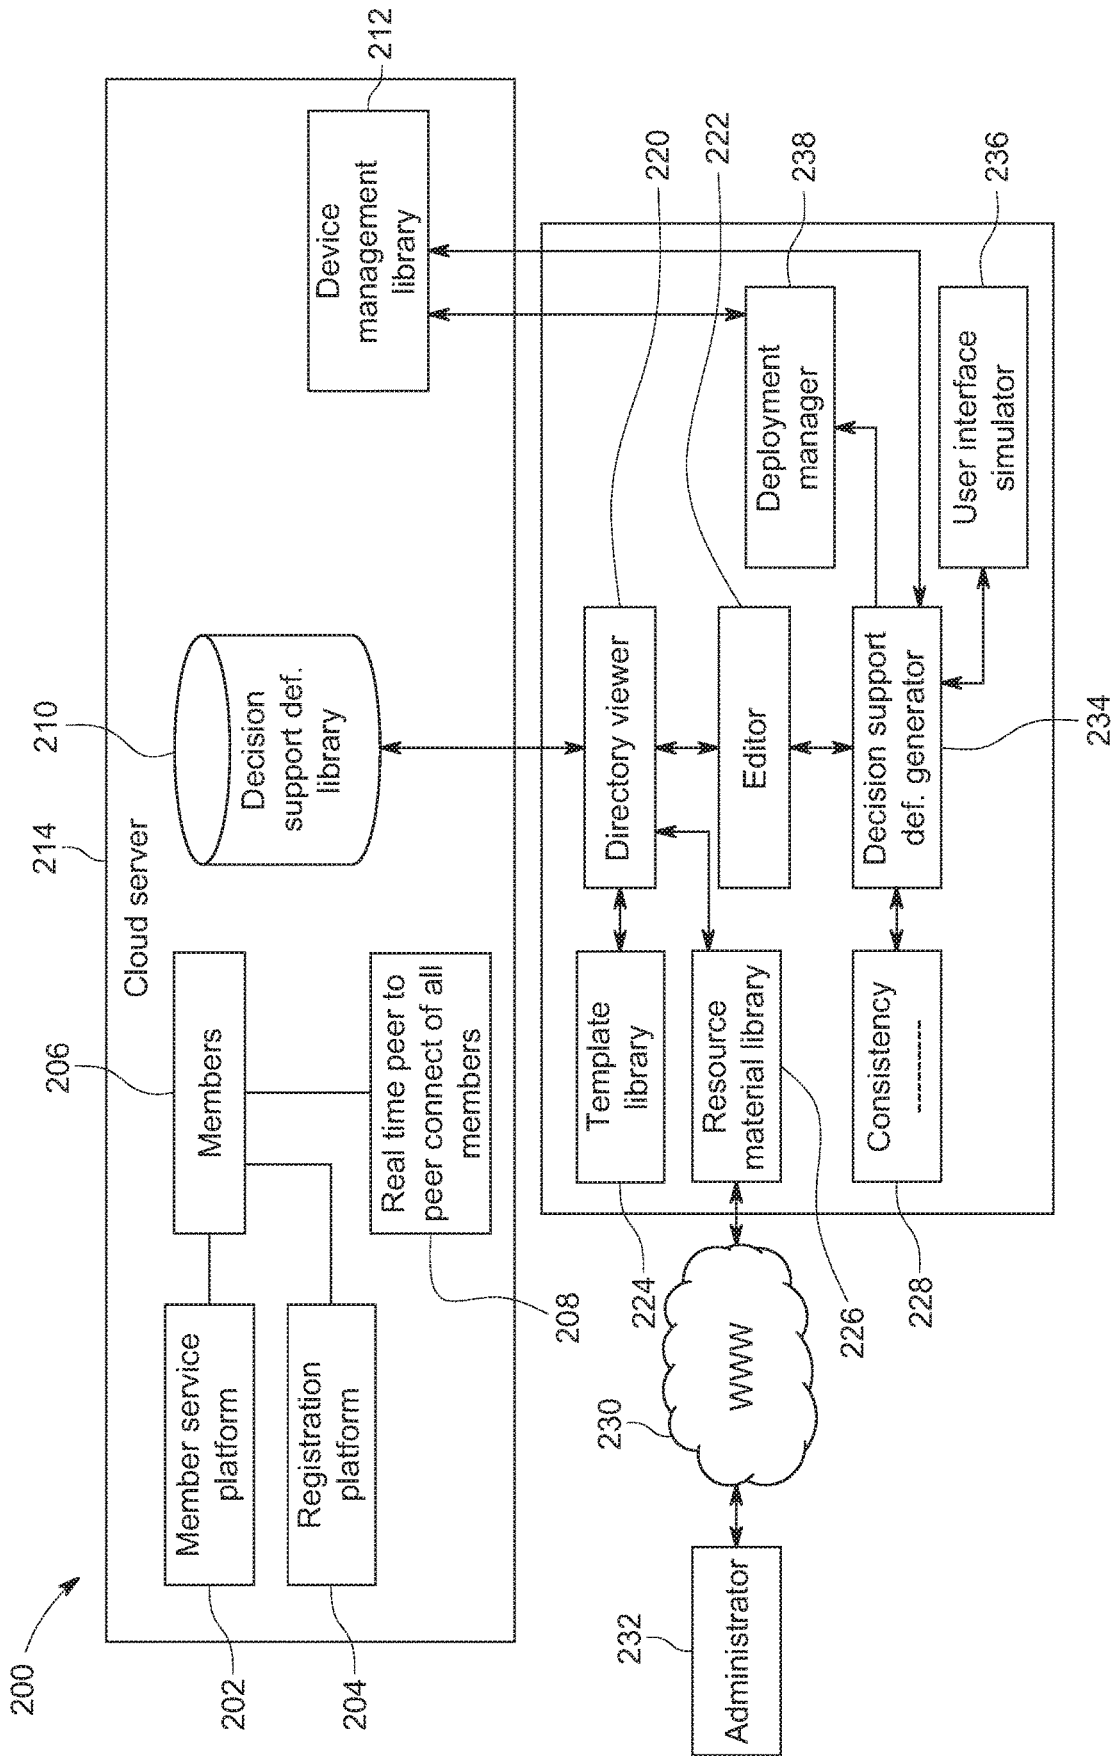 200
214
Cloud server
202
Member service
platform
204
Registration
platform
206
Members
208
Real time peer to
peer connect of all
members
210
Decision
support def.
library
212
Device
management
library
220
Directory viewer
222
Editor
224
Template
library
226
Resource
material library
228
Consistency
230
WWW
232
Administrator
234
Decision support
def. generator
236
User interface
simulator
238
Deployment
manager